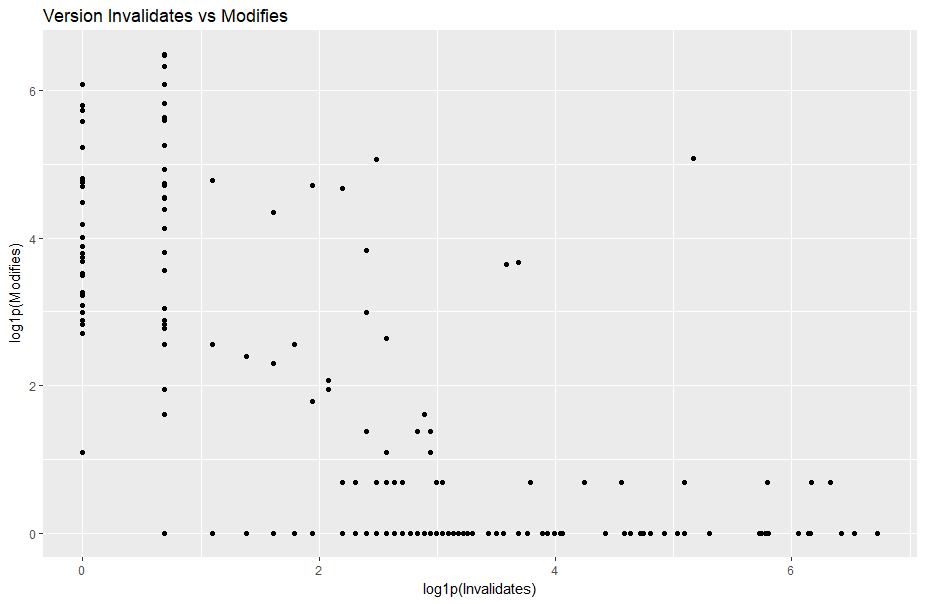 Version Invalidates vs Modifies
6
4
2
0
log1p(Modifies)
0 2 4 6
log1p(Invalidates)